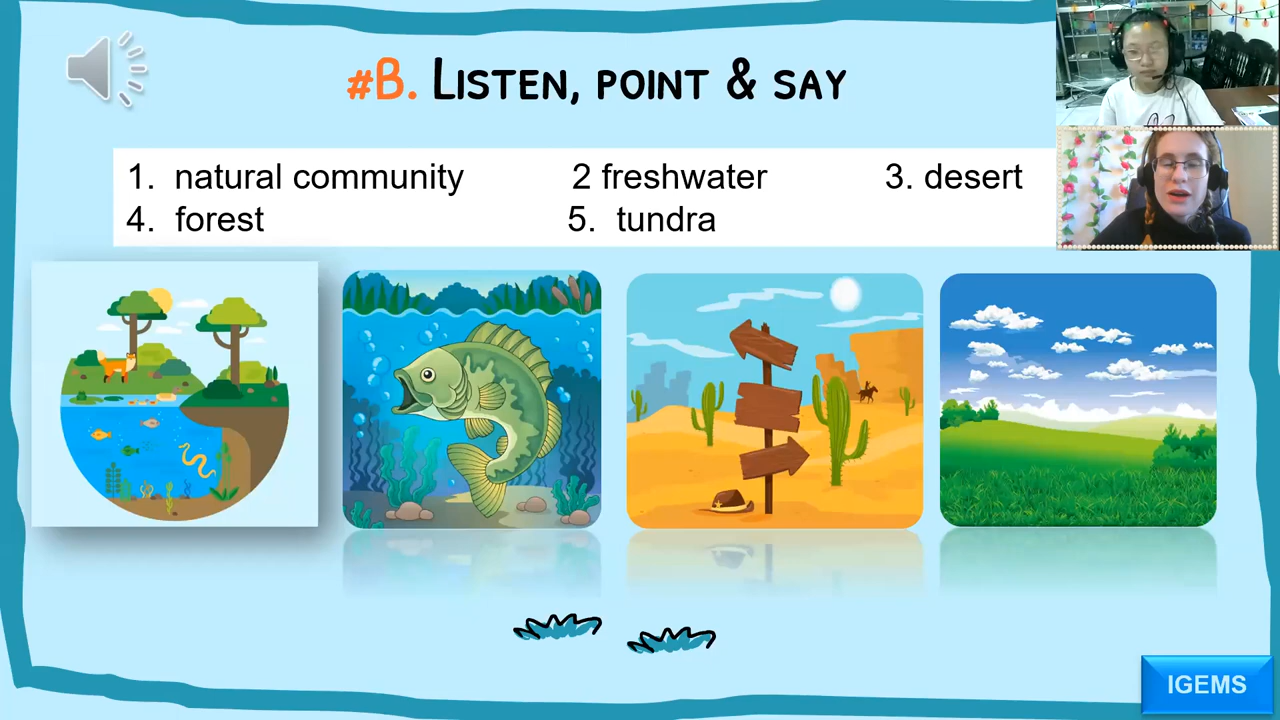 #B. LISTEN, POINT & SAY
1. natural community 2 freshwater 3. desert
4. forest 5. tundra
IGEMS